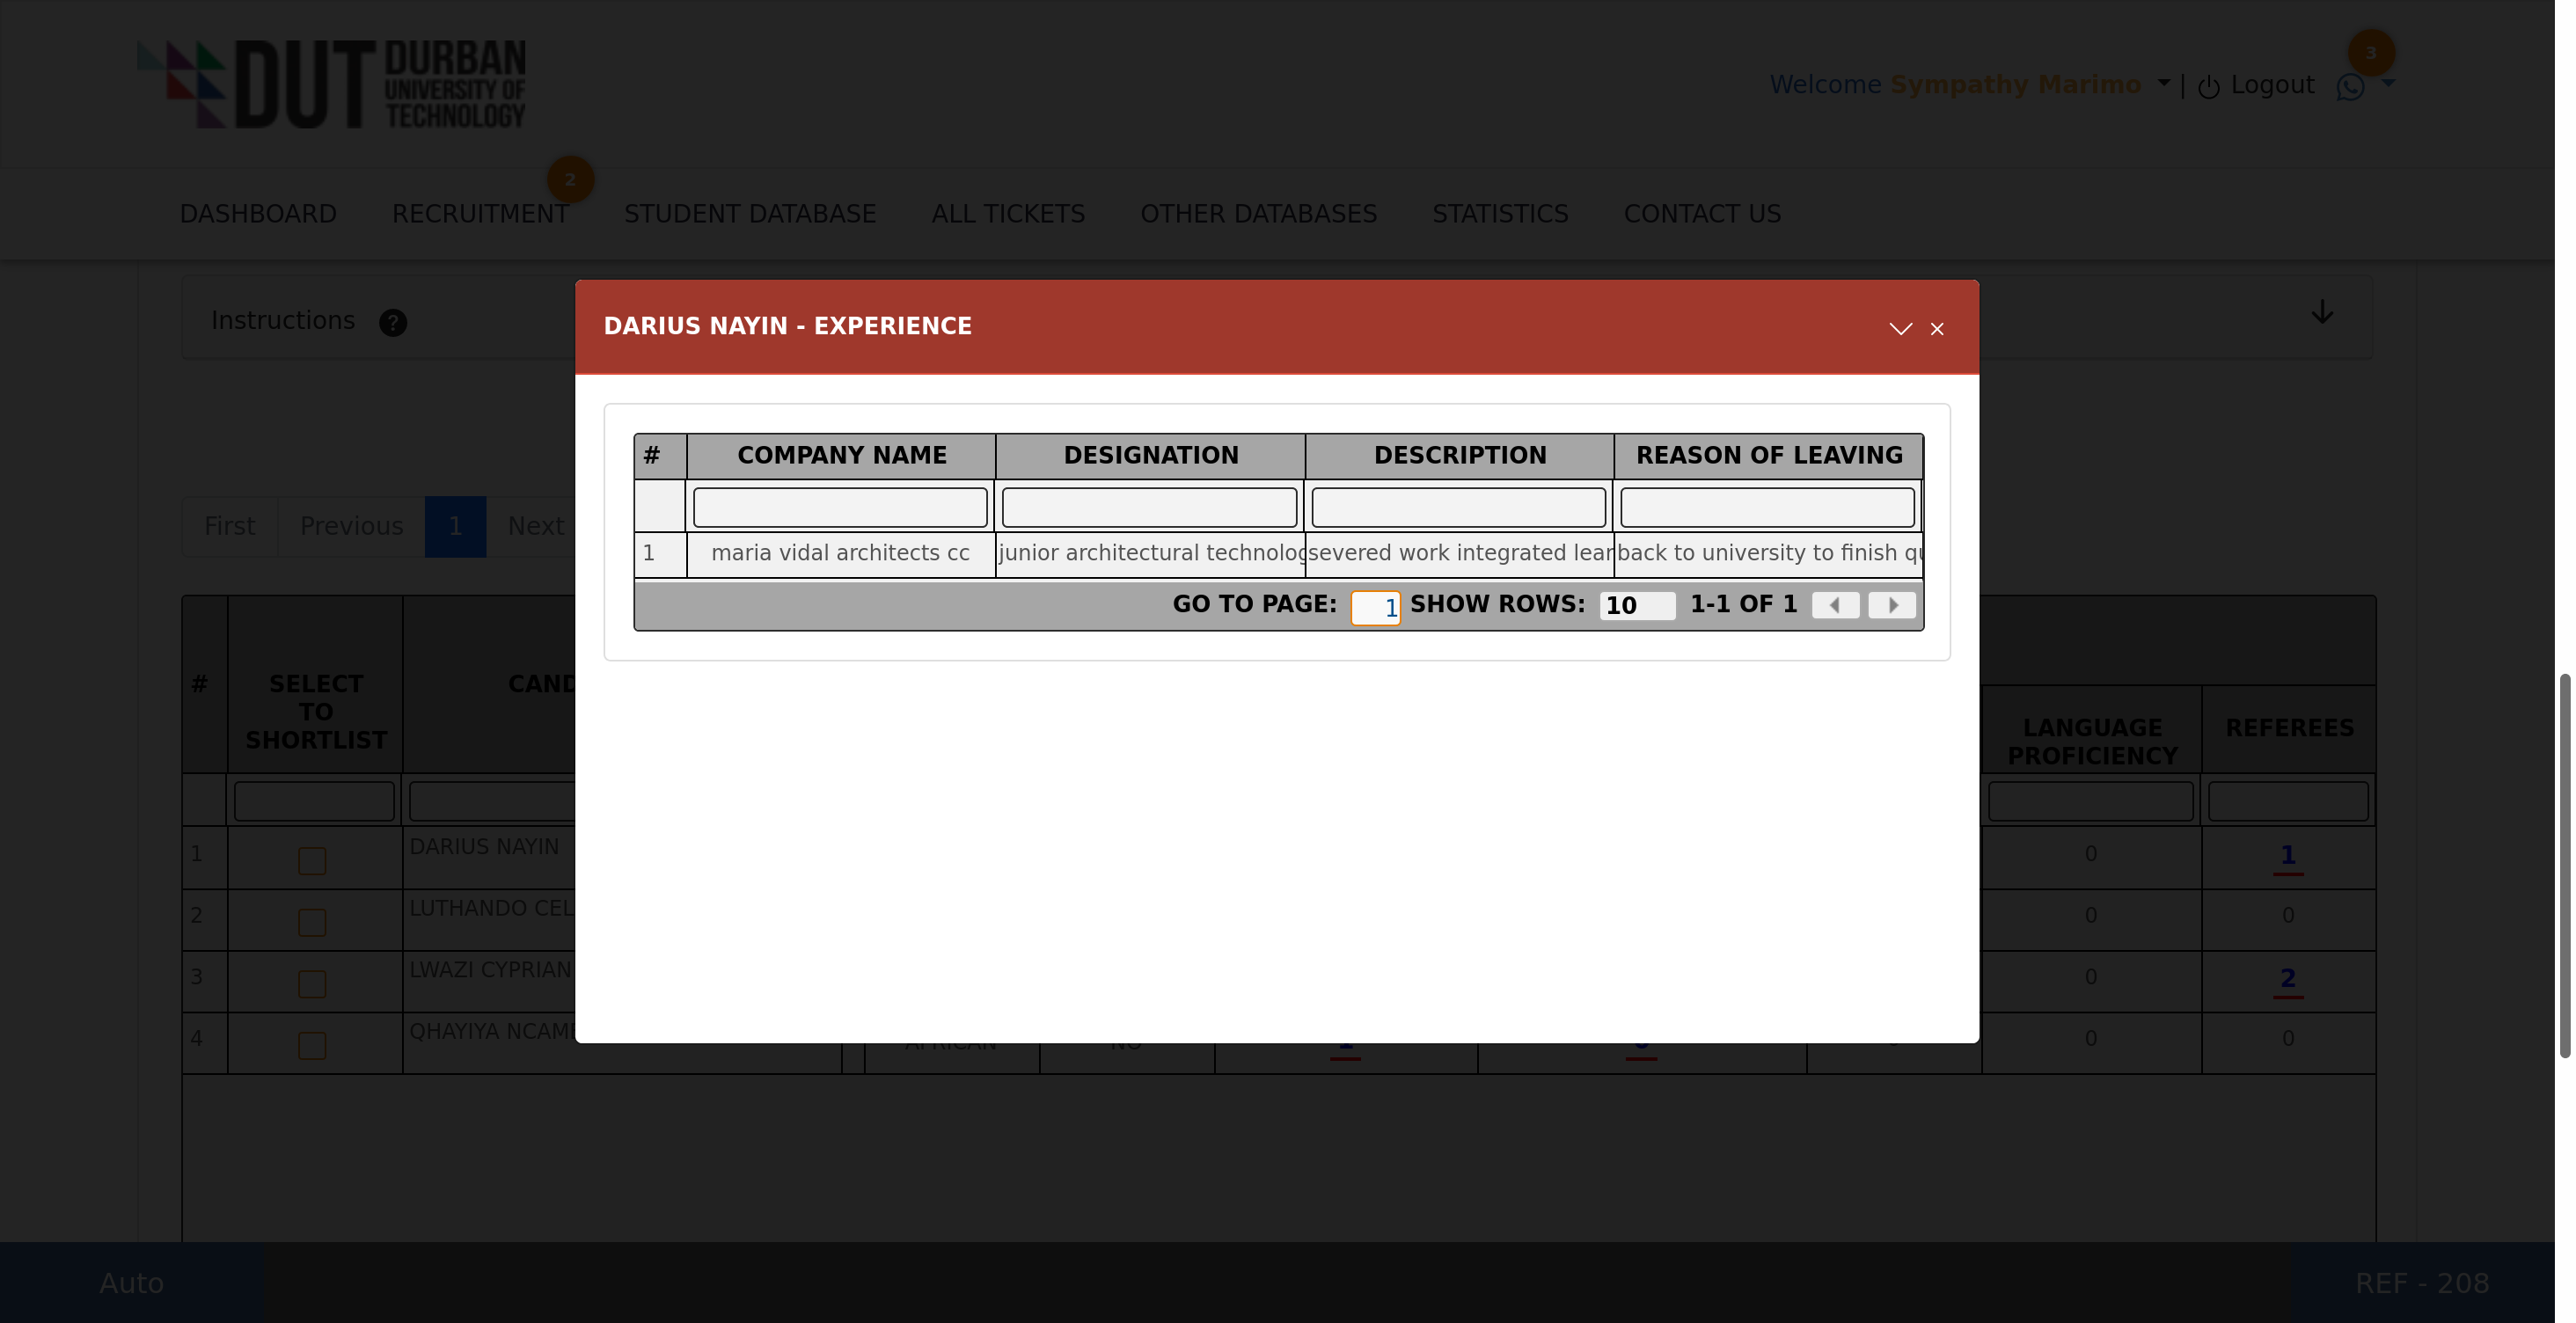 DUT DURBAN UNIVERSITY OF TECHNOLOGY
Welcome Sympathy Marimo | Logout 3
DASHBOARD RECRUITMENT 2 STUDENT DATABASE ALL TICKETS OTHER DATABASES STATISTICS CONTACT US
Instructions ?
DARIUS NAYIN - EXPERIENCE
# COMPANY NAME DESIGNATION DESCRIPTION REASON OF LEAVING
1 maria vidal architects cc junior architectural technolog severed work integrated lear back to university to finish qu
GO TO PAGE: 1 SHOW ROWS: 10 1-1 OF 1
First Previous 1 Next
# SELECT TO SHORTLIST CAND LANGUAGE PROFICIENCY REFEREES
1 DARIUS NAYIN 0 1
2 LUTHANDO CEL 0 0
3 LWAZI CYPRIAN 0 2
4 QHAYIYA NCAM AFRICAN NO 1 0 0
Auto REF - 208